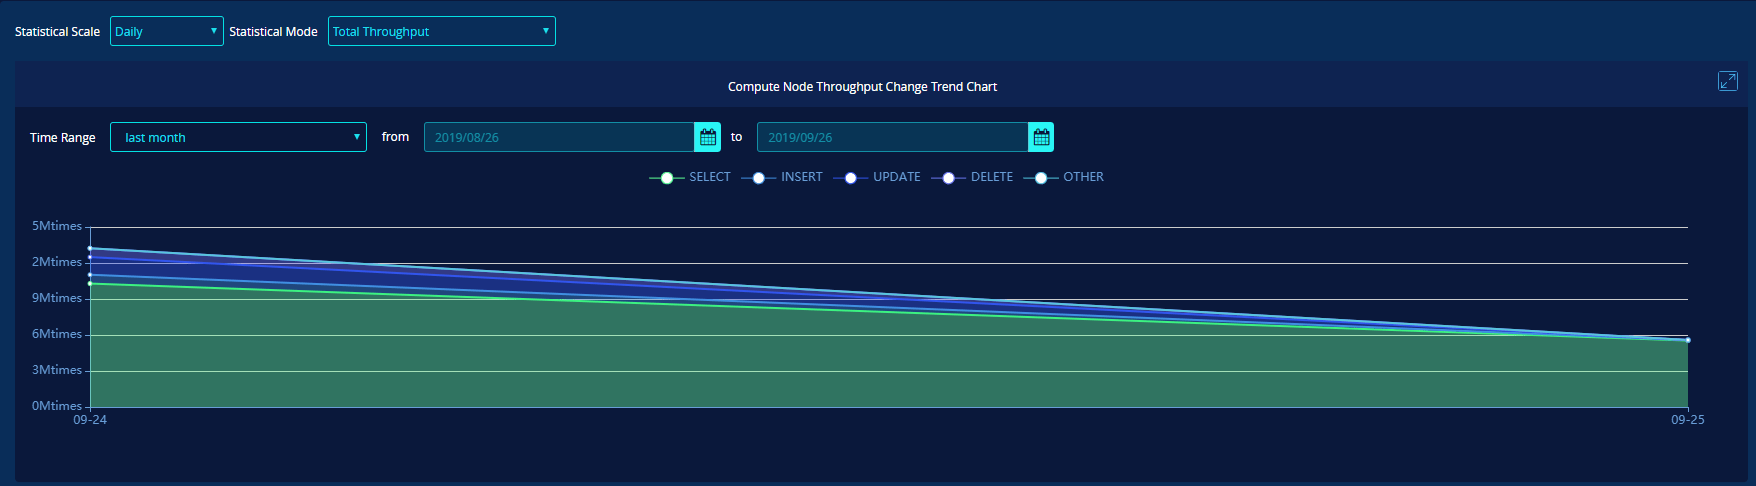 Statistical Scale Daily Statistical Mode Total Throughput
Compute Node Throughput Change Trend Chart
Time Range last month from 2019/08/26 to 2019/09/26
SELECT INSERT UPDATE DELETE OTHER
5Mtimes
2Mtimes
9Mtimes
6Mtimes
3Mtimes
0Mtimes
09-24 09-25